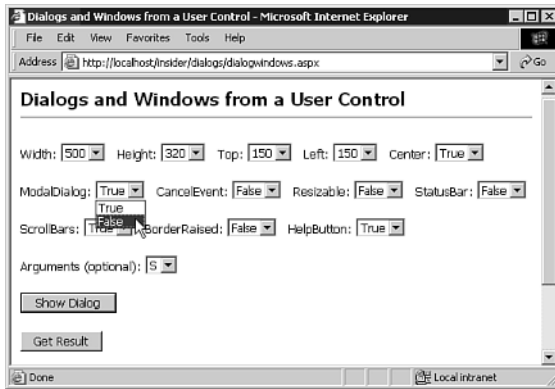 Dialogs and Windows from a User Control - Microsoft Internet Explorer
File Edit View Favorites Tools Help
Address http://localhost/insider/dialogs/dialogwindows.aspx Go
Dialogs and Windows from a User Control
Width: 500 Height: 320 Top: 150 Left: 150 Center: True
ModalDialog: True CancelEvent: False Resizable: False StatusBar: False
True
False
ScrollBars: True BorderRaised: False HelpButton: True
Arguments (optional): S
Show Dialog
Get Result
Done Local intranet